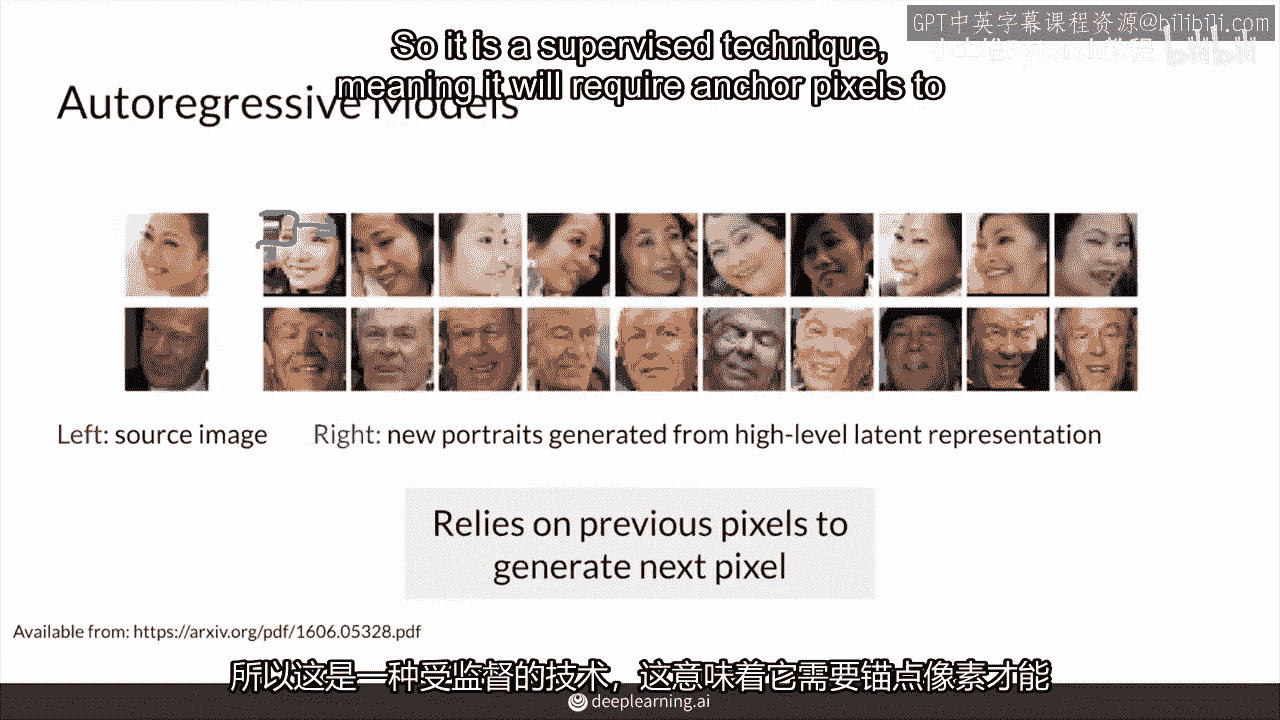 GPT中英字幕课程资源@bilibili.com
So it is a supervised technique,
meaning it will require anchor pixels to
Autoregressive Models
Left: source image
Right: new portraits generated from high-level latent representation
Relies on previous pixels to
generate next pixel
Available from: https://arxiv.org/pdf/1606.05328.pdf
所以这是一种受监督的技术，这意味着它需要锚点像素才能
deeplearning.ai